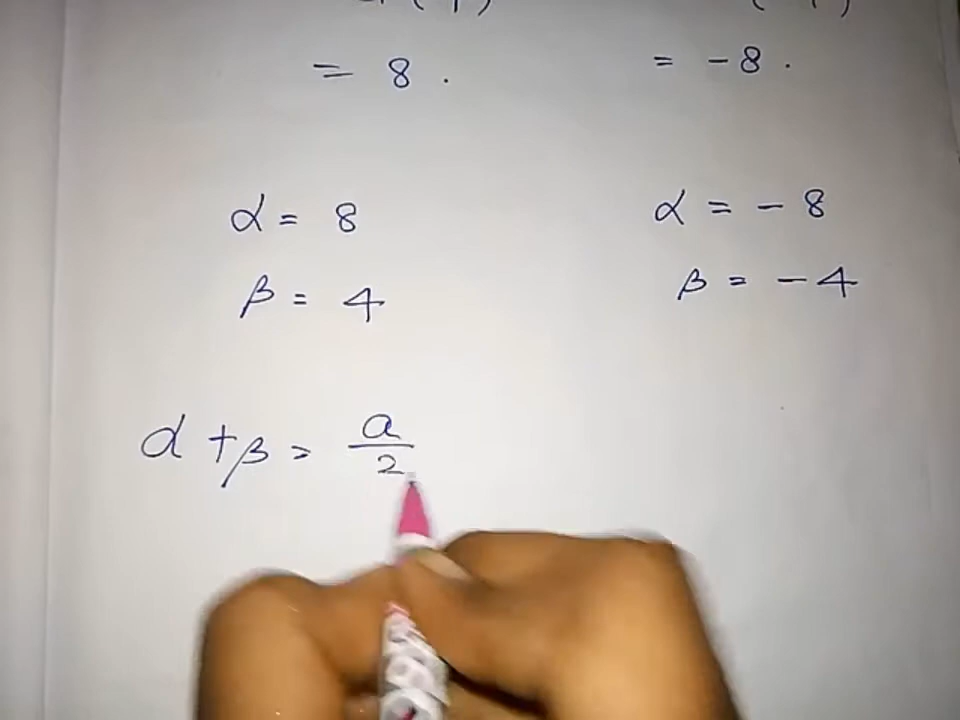 = 8 . = -8 .
α = 8 α = -8
β = 4 β = -4
α + β = a/2